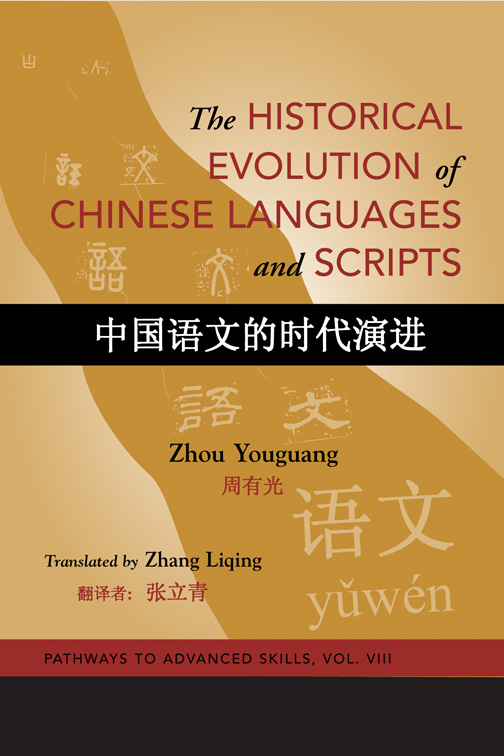 The HISTORICAL
EVOLUTION of
CHINESE LANGUAGES
and SCRIPTS
中国语文的时代演进
語 文
Zhou Youguang
周有光
语文
Translated by Zhang Liqing
翻译者：张立青
yǔwén
PATHWAYS TO ADVANCED SKILLS, VOL. VIII